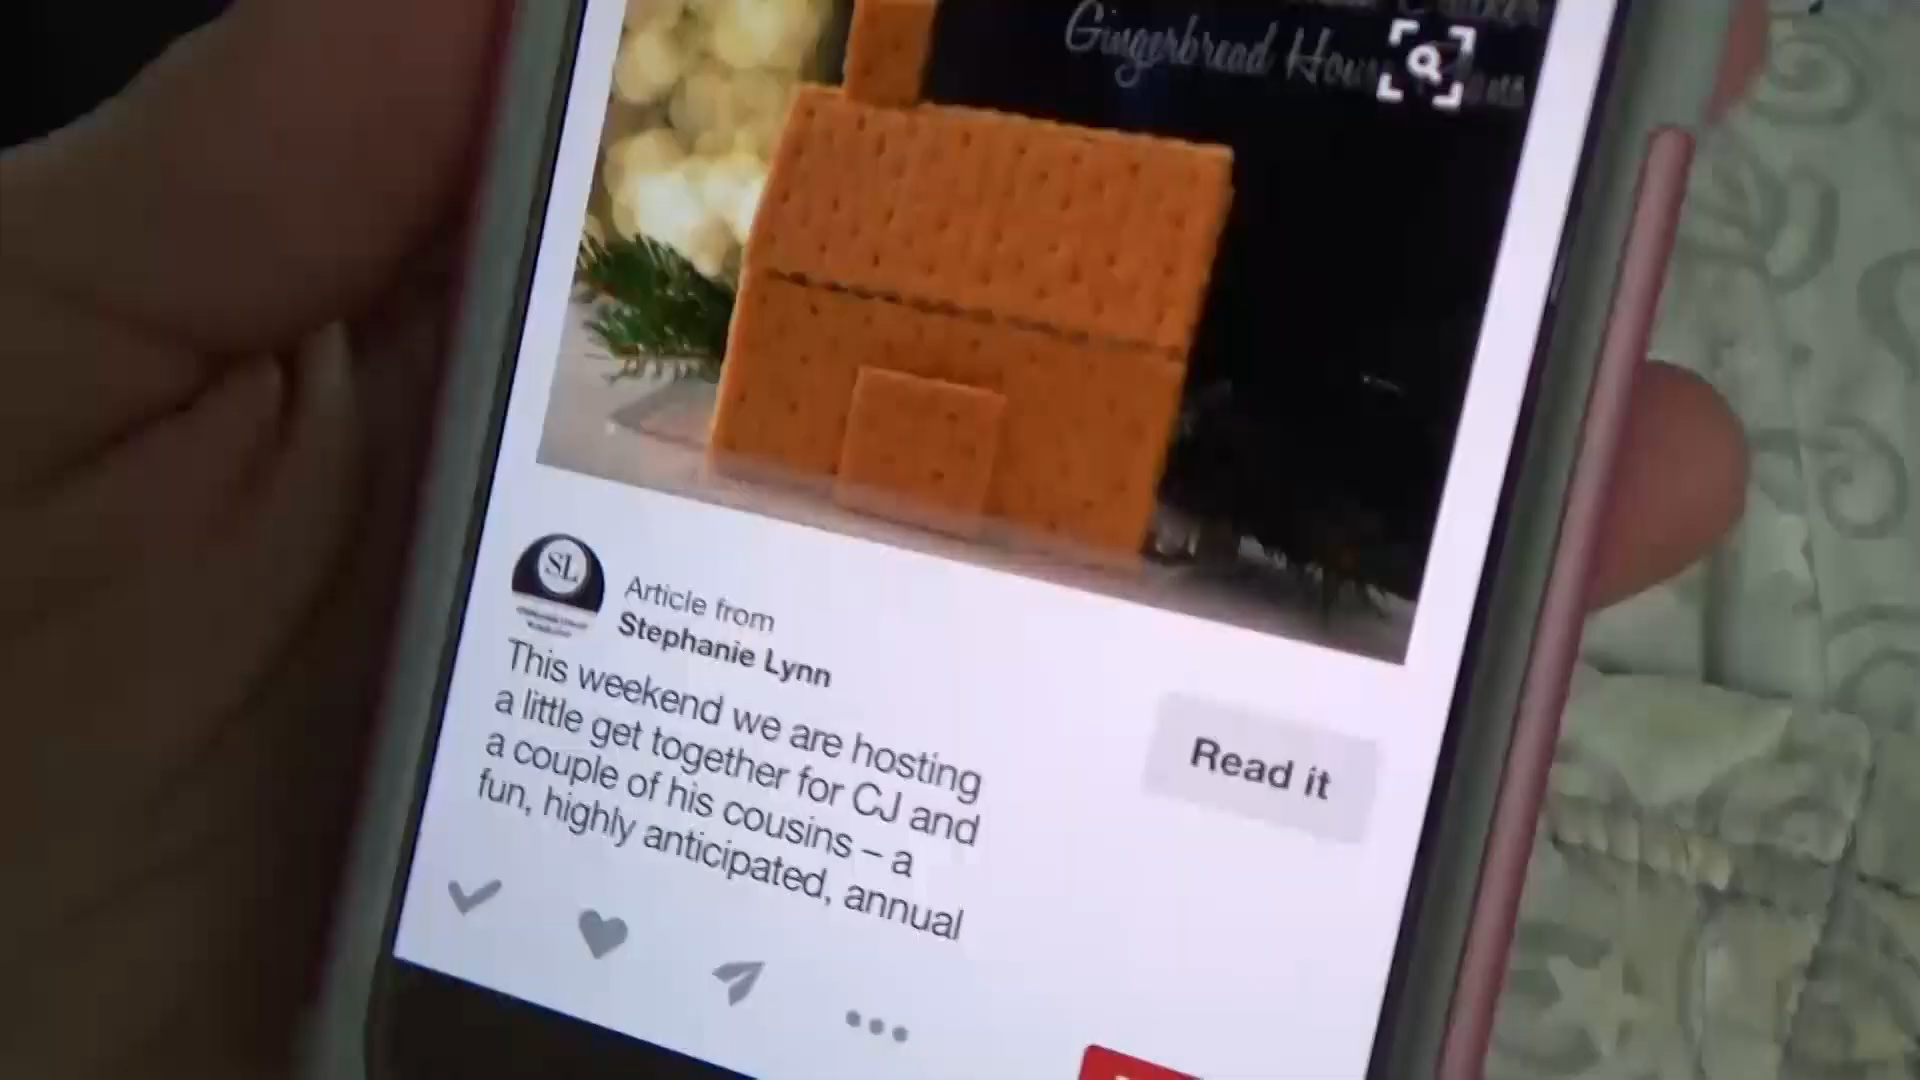 Gingerbread
SL
Article from
Stephanie Lynn
This weekend we are hosting
a little get together for CJ and
a couple of his cousins – a
fun, highly anticipated, annual
Read it